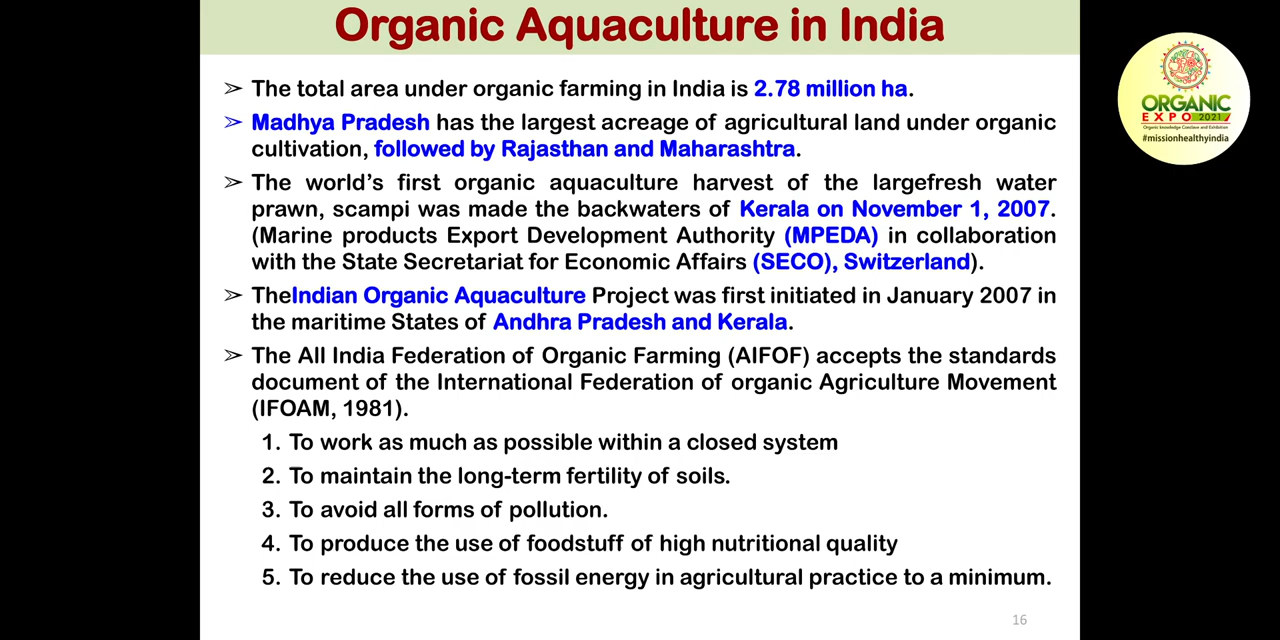 Organic Aquaculture in India
➢ The total area under organic farming in India is 2.78 million ha.
➢ Madhya Pradesh has the largest acreage of agricultural land under organic
cultivation, followed by Rajasthan and Maharashtra.
➢ The world's first organic aquaculture harvest of the largefresh water
prawn, scampi was made the backwaters of Kerala on November 1, 2007.
(Marine products Export Development Authority (MPEDA) in collaboration
with the State Secretariat for Economic Affairs (SECO), Switzerland).
➢ TheIndian Organic Aquaculture Project was first initiated in January 2007 in
the maritime States of Andhra Pradesh and Kerala.
➢ The All India Federation of Organic Farming (AIFOF) accepts the standards
document of the International Federation of organic Agriculture Movement
(IFOAM, 1981).
1. To work as much as possible within a closed system
2. To maintain the long-term fertility of soils.
3. To avoid all forms of pollution.
4. To produce the use of foodstuff of high nutritional quality
5. To reduce the use of fossil energy in agricultural practice to a minimum.
16
ORGANIC
EXPO 2021
Organic knowledge Conclave and Exhibition
#missionhealthyindia